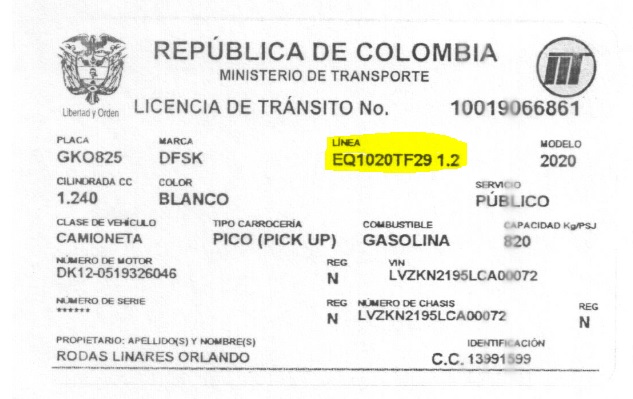 REPÚBLICA DE COLOMBIA
MINISTERIO DE TRANSPORTE
Libertad y Orden
LICENCIA DE TRÁNSITO No. 10019066861
PLACA MARCA LÍNEA MODELO
GKO825 DFSK EQ1020TF29 1.2 2020
CILINDRADA CC COLOR SERVICIO
1.240 BLANCO PÚBLICO
CLASE DE VEHÍCULO TIPO CARROCERÍA COMBUSTIBLE CAPACIDAD Kg/PSJ
CAMIONETA PICO (PICK UP) GASOLINA 820
NÚMERO DE MOTOR REG VIN
DK12-0519326046 N LVZKN2195LCA00072
NÚMERO DE SERIE REG NÚMERO DE CHASIS REG
****** N LVZKN2195LCA00072 N
PROPIETARIO: APELLIDO(S) Y NOMBRE(S) IDENTIFICACIÓN
RODAS LINARES ORLANDO C.C. 13991599